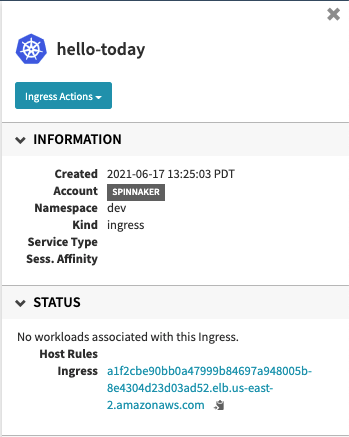 hello-today
Ingress Actions
INFORMATION
Created 2021-06-17 13:25:03 PDT
Account SPINNAKER
Namespace dev
Kind ingress
Service Type
Sess. Affinity
STATUS
No workloads associated with this Ingress.
Host Rules
Ingress a1f2cbe90bb0a47999b84697a948005b-
8e4304d23d03ad52.elb.us-east-
2.amazonaws.com